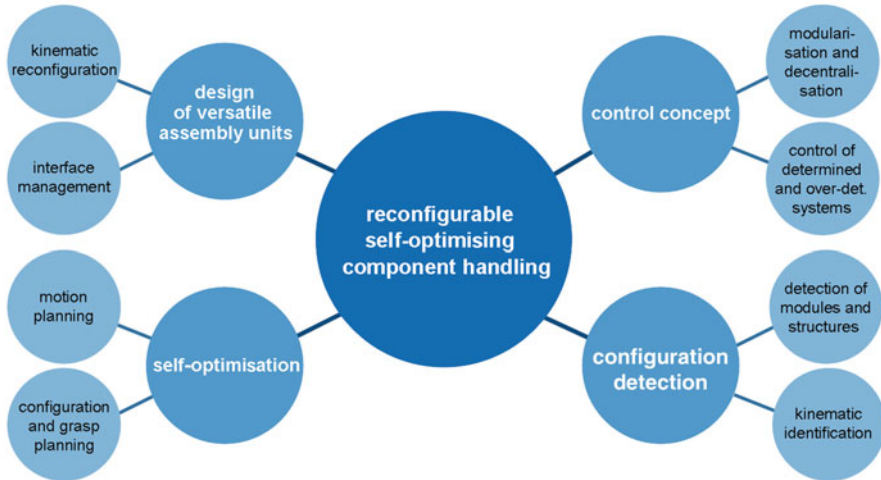 kinematic
reconfiguration
design
of versatile
assembly units
interface
management
motion
planning
self-optimisation
configuration
and grasp
planning
reconfigurable
self-optimising
component handling
control concept
modulari-
sation and
decentrali-
sation
control of
determined
and over-det.
systems
configuration
detection
detection of
modules and
structures
kinematic
identification